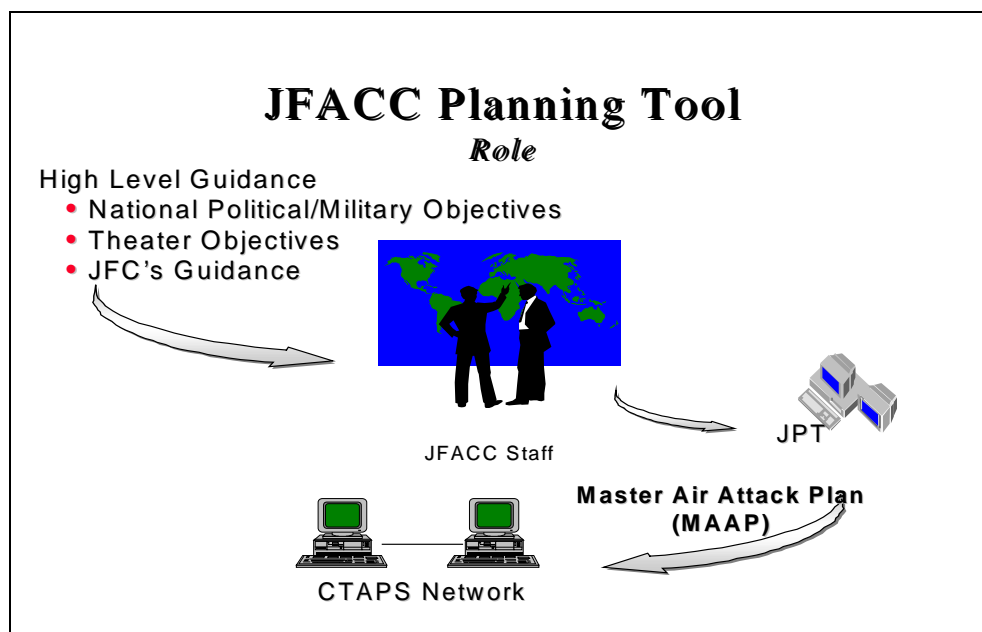 JFACC Planning Tool
Role
High Level Guidance
• National Political/Military Objectives
• Theater Objectives
• JFC's Guidance
JFACC Staff
JPT
Master Air Attack Plan
(MAAP)
CTAPS Network